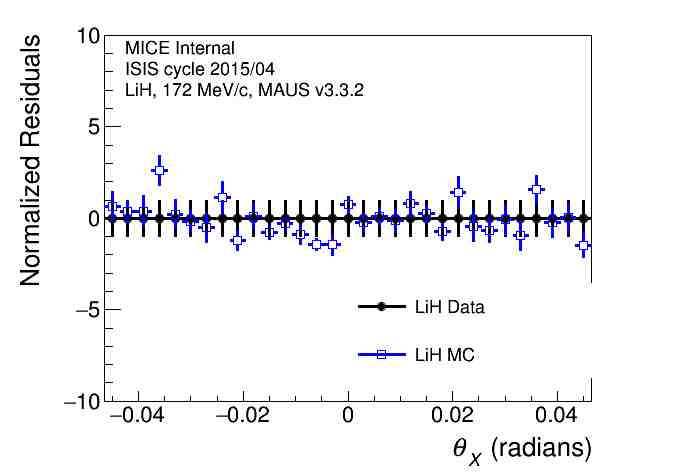 10
MICE Internal
ISIS cycle 2015/04
LiH, 172 MeV/c, MAUS v3.3.2
Normalized Residuals
5
0
−5
−10
LiH Data
LiH MC
−0.04 −0.02 0 0.02 0.04
θX (radians)